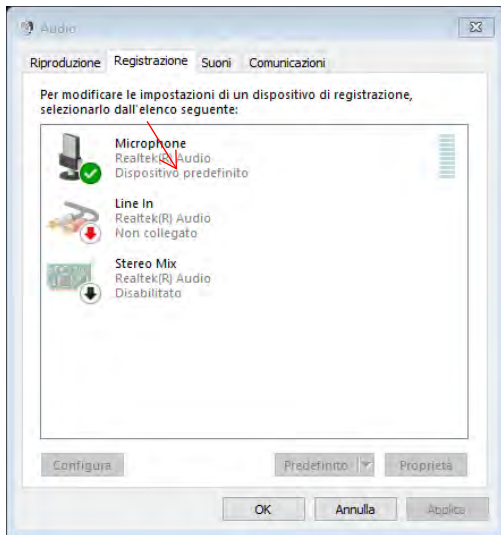 Audio
Riproduzione Registrazione Suoni Comunicazioni
Per modificare le impostazioni di un dispositivo di registrazione,
selezionarlo dall'elenco seguente:
Microphone
Realtek(R) Audio
Dispositivo predefinito
Line In
Realtek(R) Audio
Non collegato
Stereo Mix
Realtek(R) Audio
Disabilitato
Configura Predefinito Proprietà
OK Annulla Applica